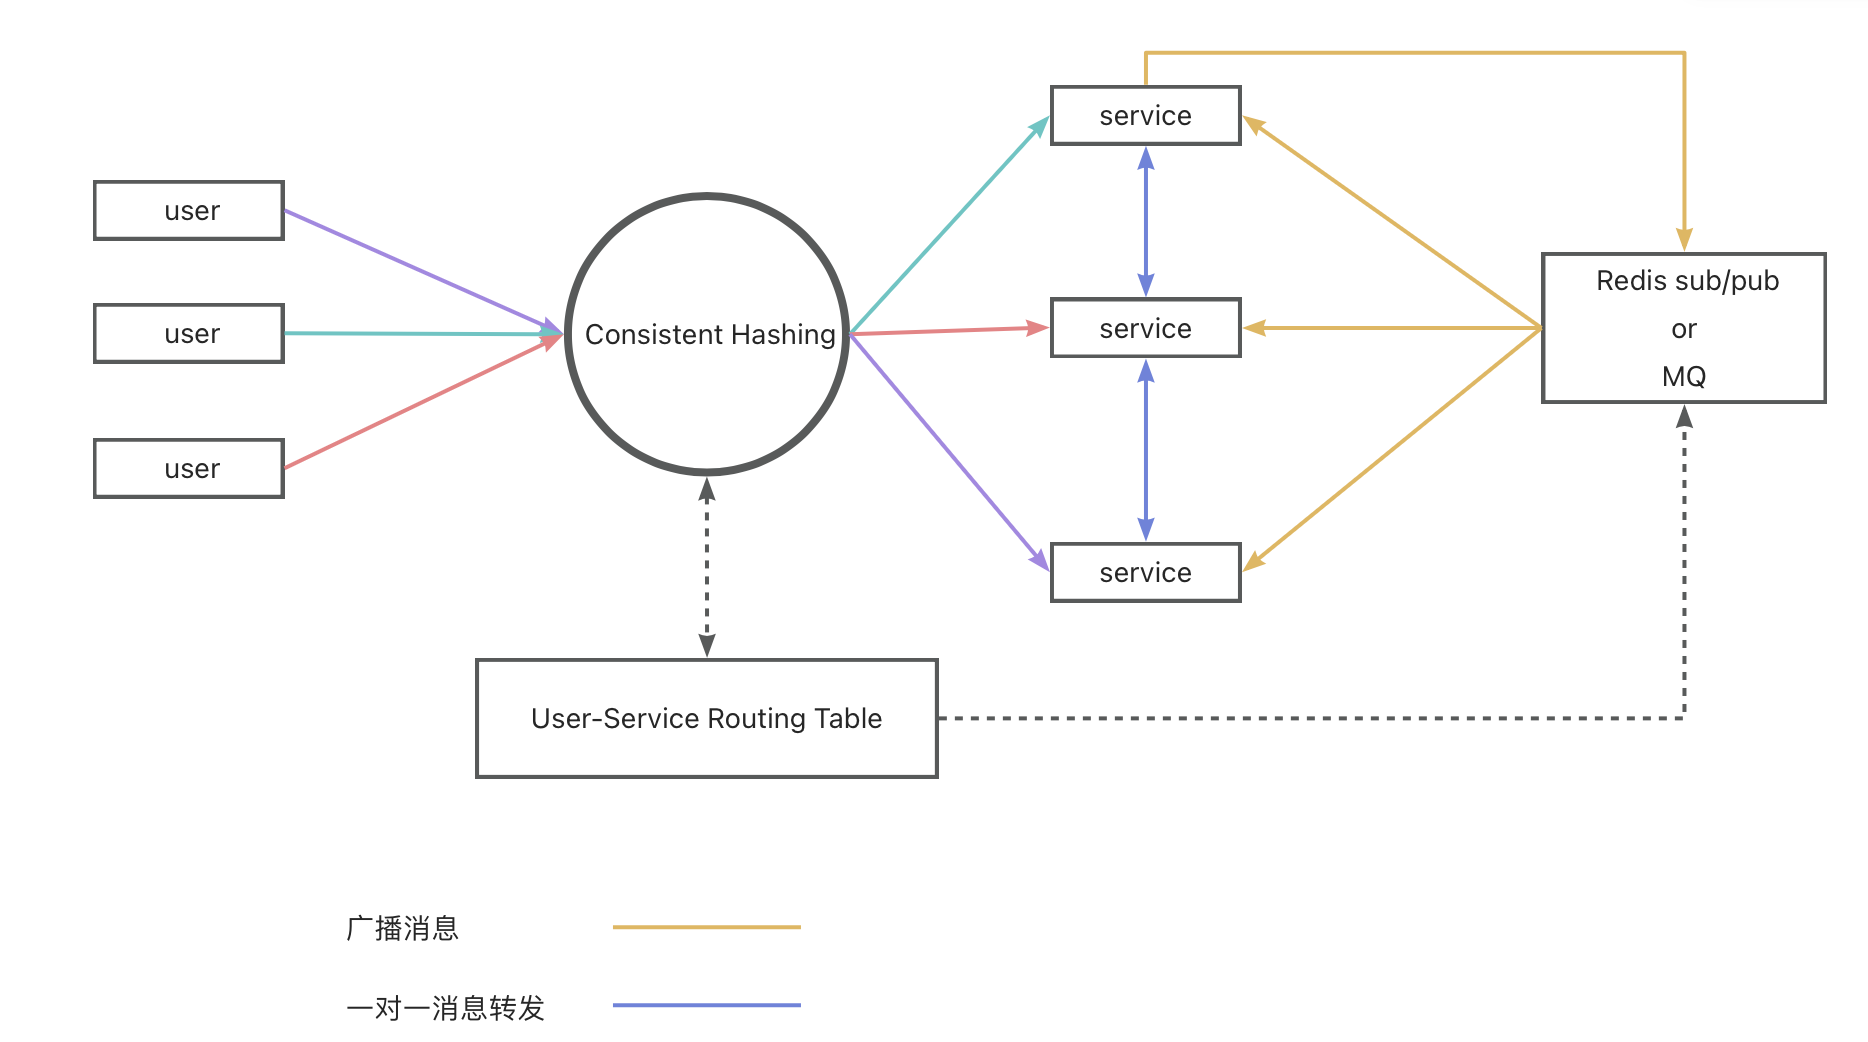 user
user
user
Consistent Hashing
service
service
service
Redis sub/pub
or
MQ
User-Service Routing Table
广播消息
一对一消息转发